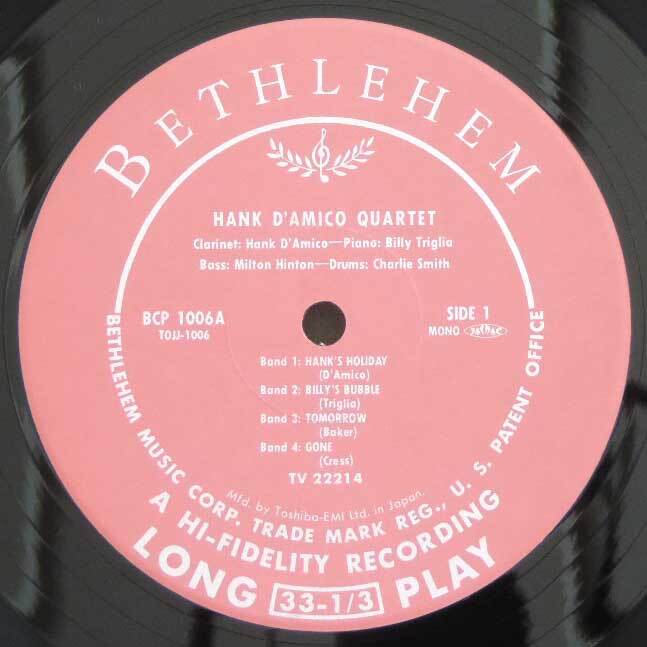 BETHLEHEM
HANK D'AMICO QUARTET
Clarinet: Hank D'Amico—Piano: Billy Triglia
Bass: Milton Hinton—Drums: Charlie Smith
BCP 1006A
TOJJ-1006
SIDE 1
MONO
Band 1: HANK'S HOLIDAY
(D'Amico)
Band 2: BILLY'S BUBBLE
(Triglia)
Band 3: TOMORROW
(Baker)
Band 4: GONE
(Cress)
TV 22214
Mfd. by Toshiba-EMI Ltd. in Japan.
BETHLEHEM MUSIC CORP. TRADE MARK REG., U. S. PATENT OFFICE
A HI-FIDELITY RECORDING
LONG 33-1/3 PLAY